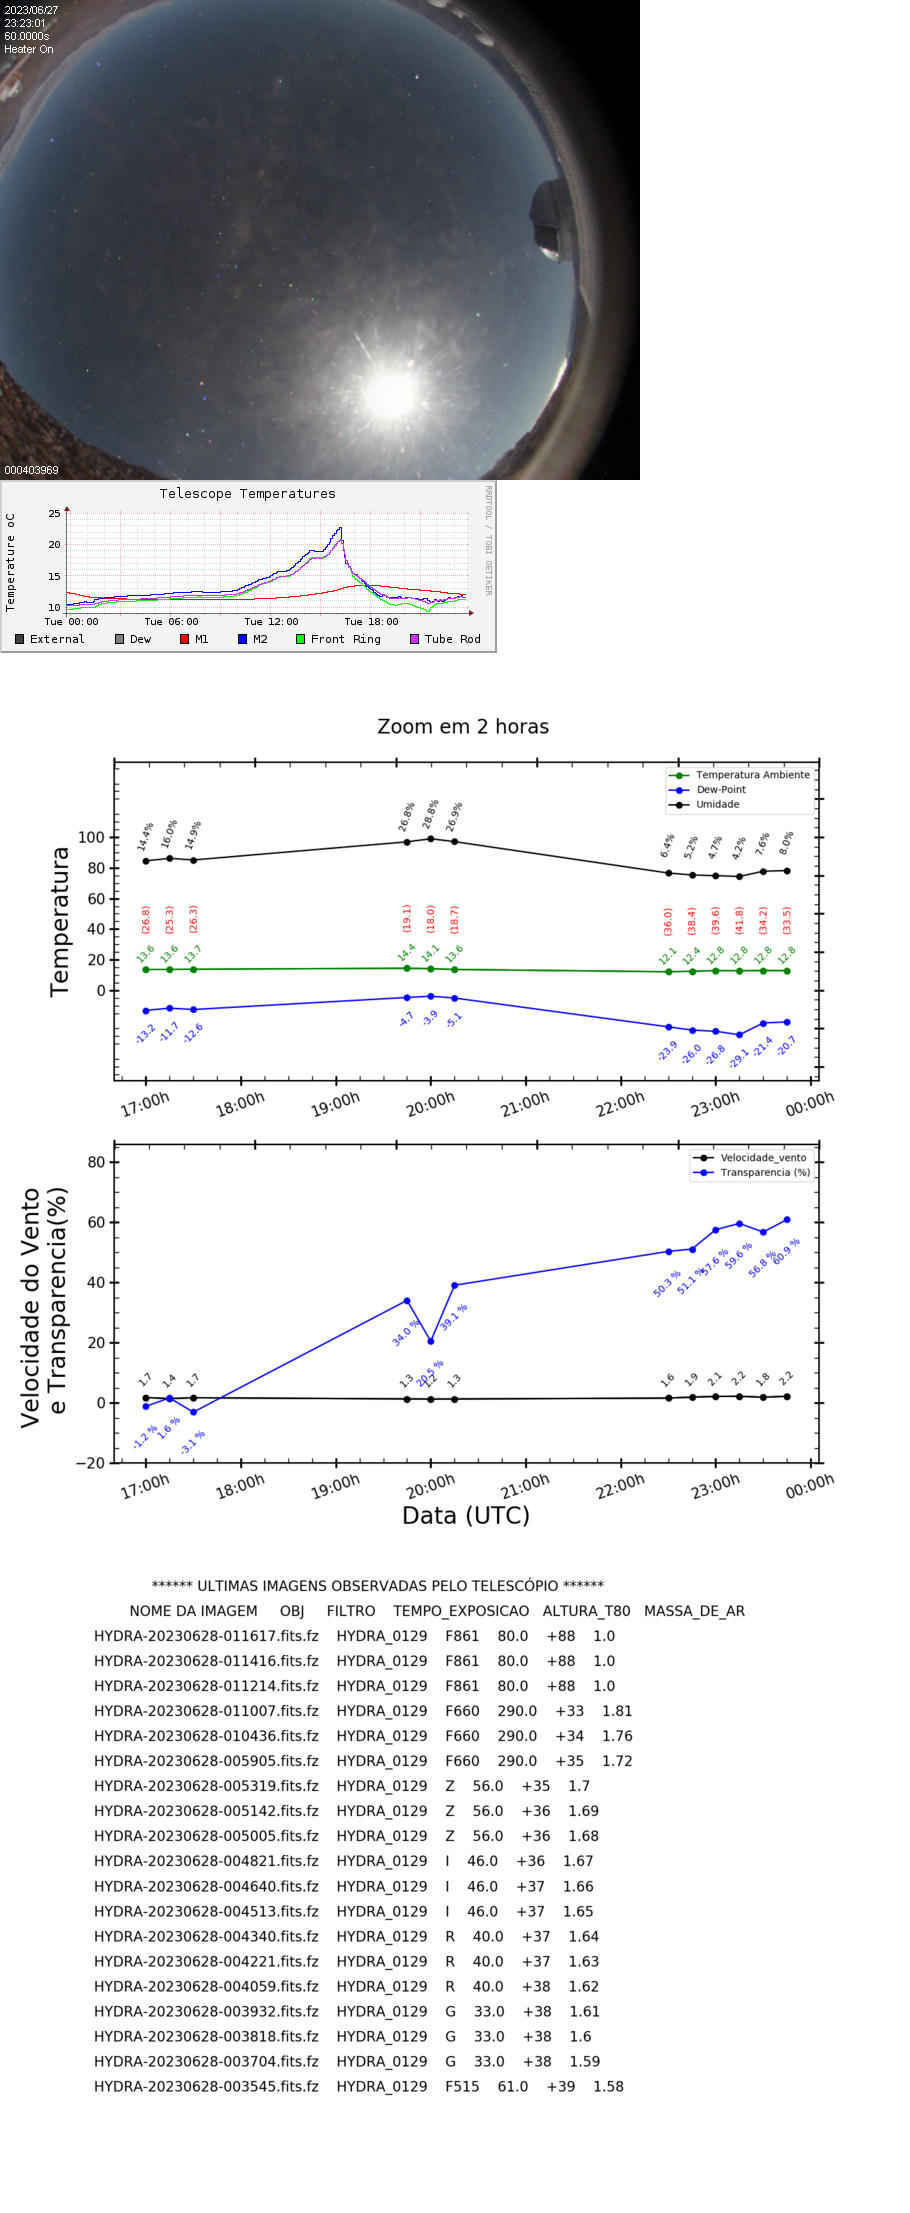 2023/06/27
23:23:01
60.0000s
Heater On
000403969
Telescope Temperatures
RRDTOOL / TOBI OETIKER
Temperature oC
25
20
15
10
Tue 00:00 Tue 06:00 Tue 12:00 Tue 18:00
External Dew M1 M2 Front Ring Tube Rod
Zoom em 2 horas
Temperatura Ambiente
Dew-Point
Umidade
Temperatura
100
80
60
40
20
0
14.4% 16.0% 14.9% 26.8% 28.8% 26.9% 6.4% 5.2% 4.7% 4.2% 7.6% 8.0%
(26.8) (25.3) (26.3) (19.1) (18.0) (18.7) (36.0) (38.4) (39.6) (41.8) (34.2) (33.5)
13.6 13.6 13.7 14.4 14.1 13.6 12.1 12.4 12.8 12.8 12.8 12.8
-13.2 -11.7 -12.6 -4.7 -3.9 -5.1 -23.9 -26.0 -26.8 -29.1 -21.4 -20.7
17:00h 18:00h 19:00h 20:00h 21:00h 22:00h 23:00h 00:00h
Velocidade_vento
Transparencia (%)
Velocidade do Vento
e Transparencia(%)
80
60
40
20
0
−20
50.3 % 51.1 % 57.6 % 59.6 % 56.8 % 60.9 %
34.0 % 20.5 % 39.1 %
1.7 1.4 1.7 1.3 1.2 1.3 1.6 1.9 2.1 2.2 1.8 2.2
-1.2 % 1.6 % -3.1 %
17:00h 18:00h 19:00h 20:00h 21:00h 22:00h 23:00h 00:00h
Data (UTC)
****** ULTIMAS IMAGENS OBSERVADAS PELO TELESCÓPIO ******
NOME DA IMAGEM OBJ FILTRO TEMPO_EXPOSICAO ALTURA_T80 MASSA_DE_AR
HYDRA-20230628-011617.fits.fz HYDRA_0129 F861 80.0 +88 1.0
HYDRA-20230628-011416.fits.fz HYDRA_0129 F861 80.0 +88 1.0
HYDRA-20230628-011214.fits.fz HYDRA_0129 F861 80.0 +88 1.0
HYDRA-20230628-011007.fits.fz HYDRA_0129 F660 290.0 +33 1.81
HYDRA-20230628-010436.fits.fz HYDRA_0129 F660 290.0 +34 1.76
HYDRA-20230628-005905.fits.fz HYDRA_0129 F660 290.0 +35 1.72
HYDRA-20230628-005319.fits.fz HYDRA_0129 Z 56.0 +35 1.7
HYDRA-20230628-005142.fits.fz HYDRA_0129 Z 56.0 +36 1.69
HYDRA-20230628-005005.fits.fz HYDRA_0129 Z 56.0 +36 1.68
HYDRA-20230628-004821.fits.fz HYDRA_0129 I 46.0 +36 1.67
HYDRA-20230628-004640.fits.fz HYDRA_0129 I 46.0 +37 1.66
HYDRA-20230628-004513.fits.fz HYDRA_0129 I 46.0 +37 1.65
HYDRA-20230628-004340.fits.fz HYDRA_0129 R 40.0 +37 1.64
HYDRA-20230628-004221.fits.fz HYDRA_0129 R 40.0 +37 1.63
HYDRA-20230628-004059.fits.fz HYDRA_0129 R 40.0 +38 1.62
HYDRA-20230628-003932.fits.fz HYDRA_0129 G 33.0 +38 1.61
HYDRA-20230628-003818.fits.fz HYDRA_0129 G 33.0 +38 1.6
HYDRA-20230628-003704.fits.fz HYDRA_0129 G 33.0 +38 1.59
HYDRA-20230628-003545.fits.fz HYDRA_0129 F515 61.0 +39 1.58